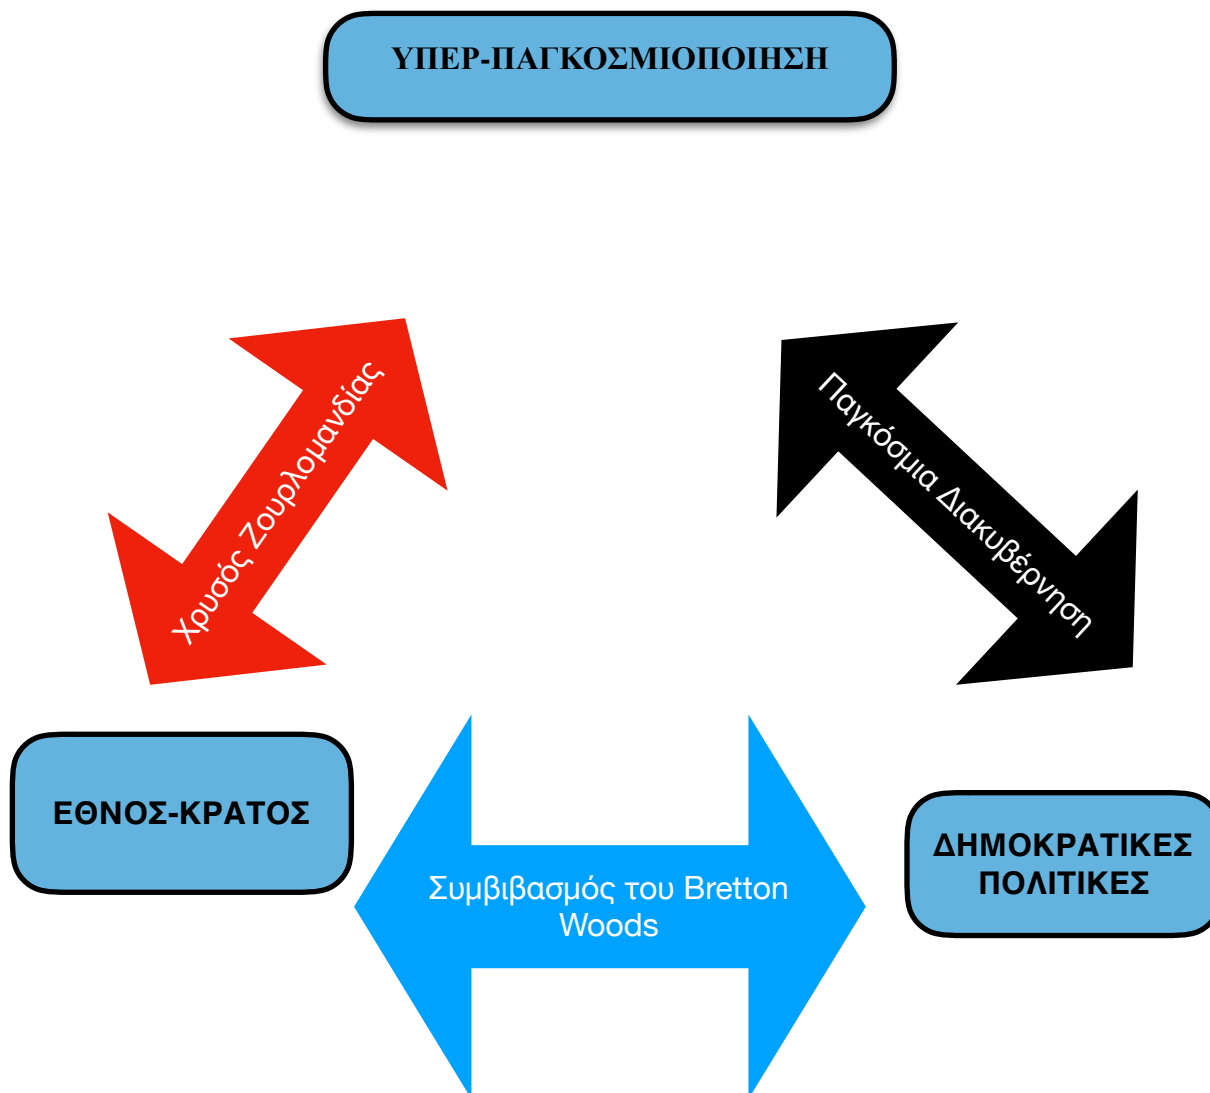 ΥΠΕΡ-ΠΑΓΚΟΣΜΙΟΠΟΙΗΣΗ
Χρυσός Ζουρλομανδίας
Παγκόσμια Διακυβέρνηση
ΕΘΝΟΣ-ΚΡΑΤΟΣ
ΔΗΜΟΚΡΑΤΙΚΕΣ
ΠΟΛΙΤΙΚΕΣ
Συμβιβασμός του Bretton
Woods